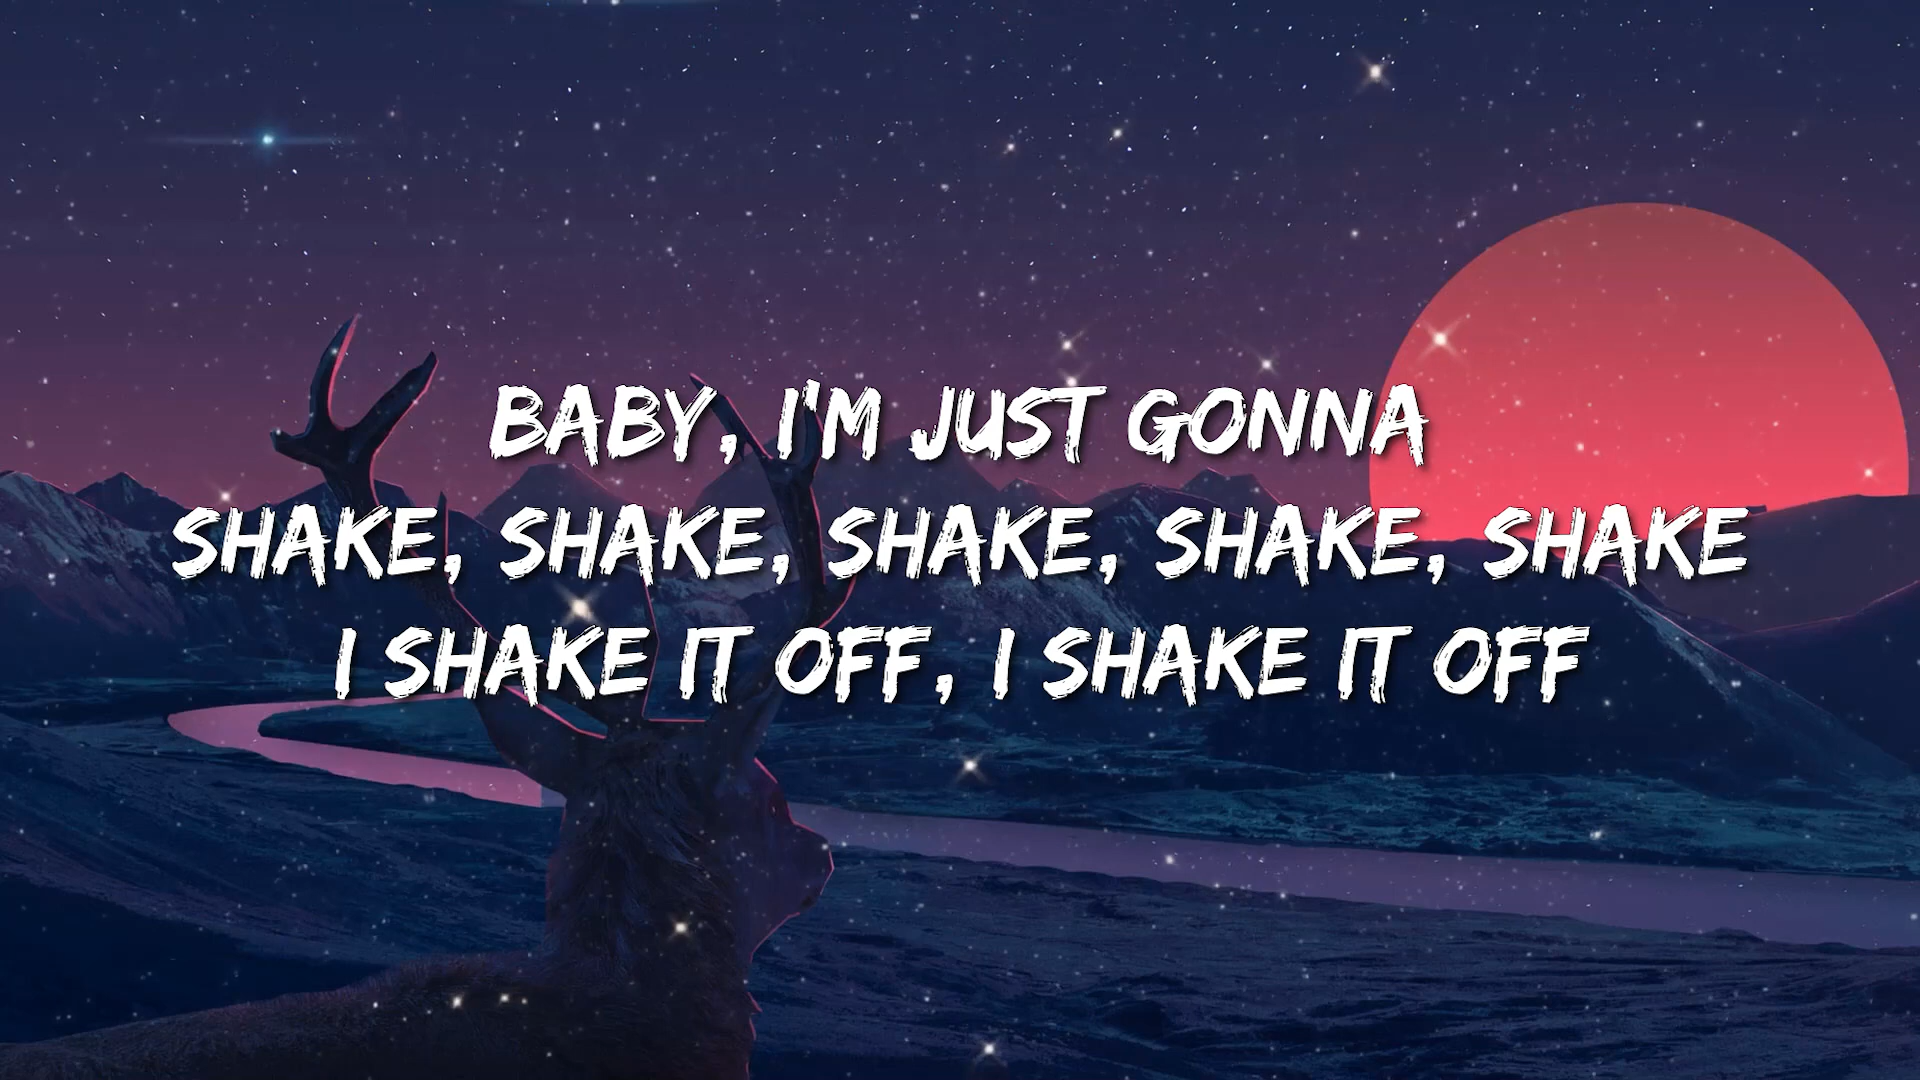 BABY, I'M JUST GONNA
SHAKE, SHAKE, SHAKE, SHAKE, SHAKE
I SHAKE IT OFF, I SHAKE IT OFF